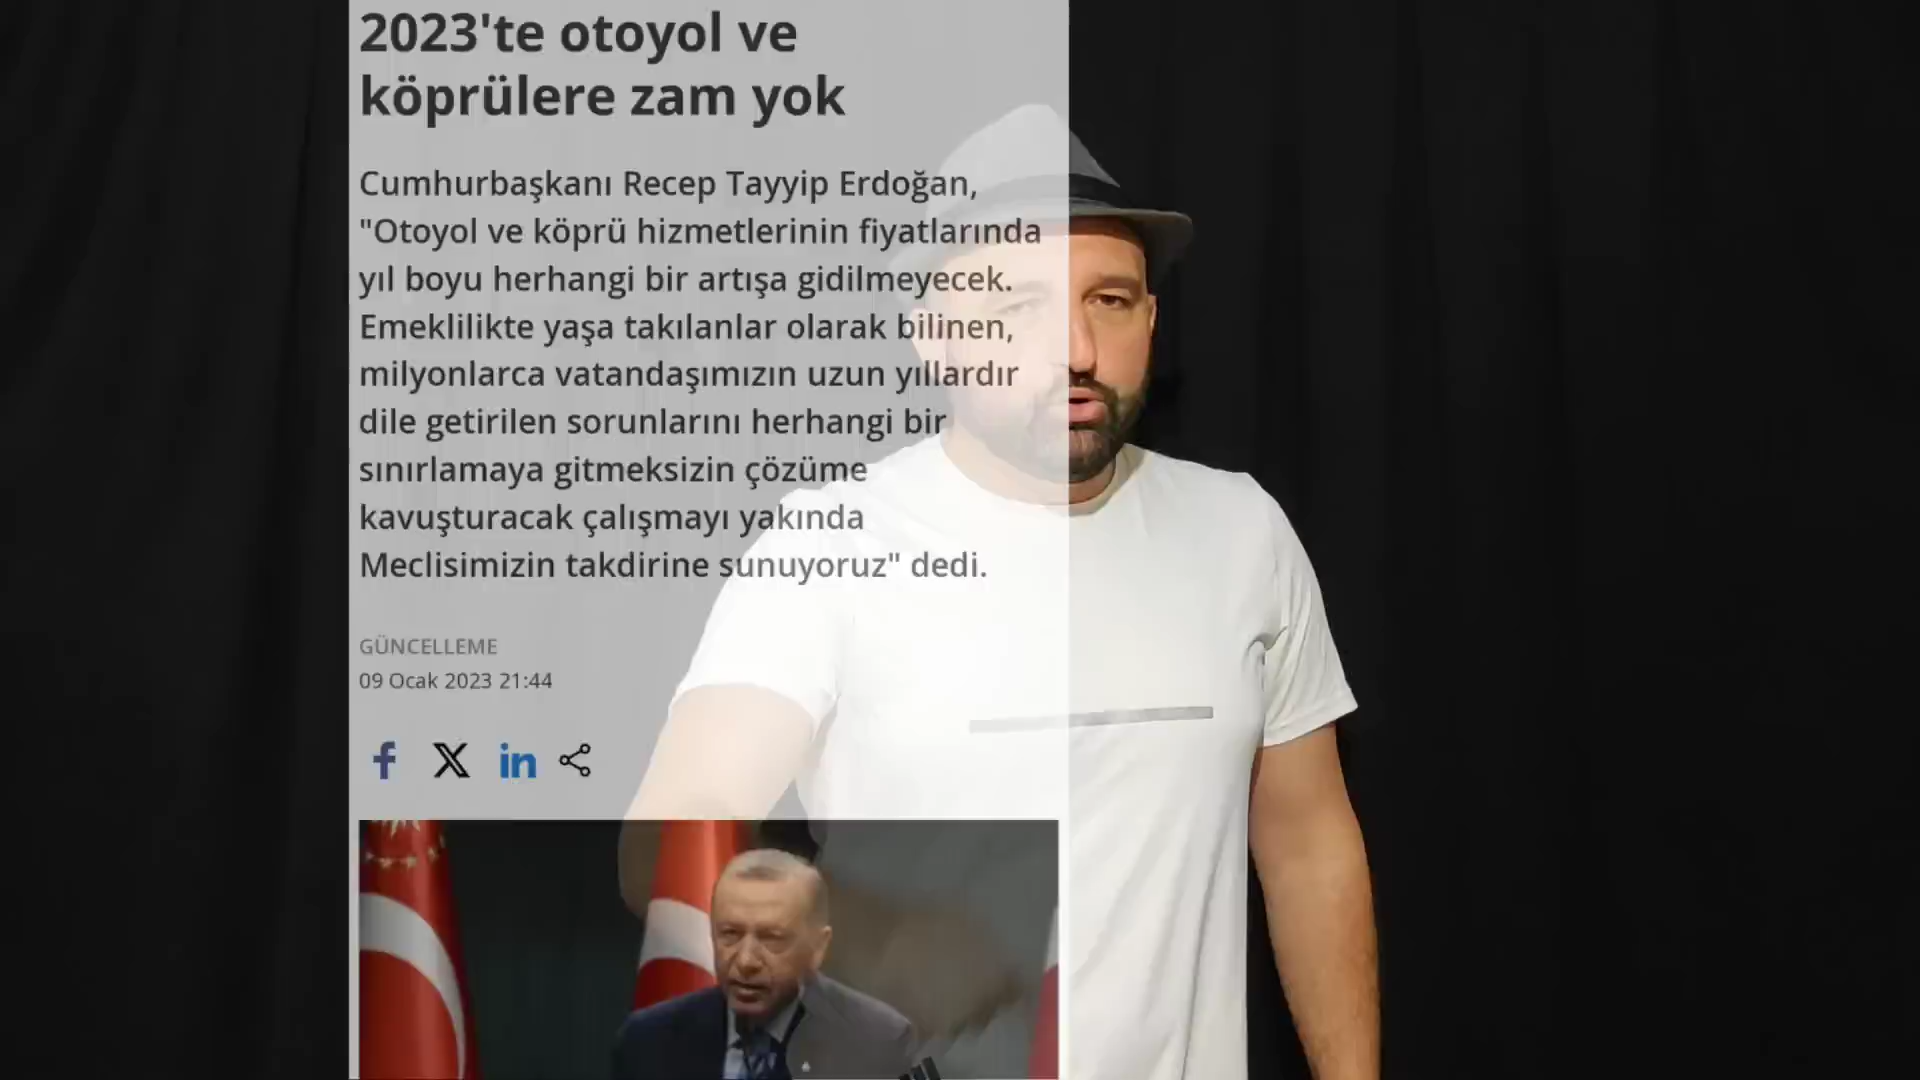 2023'te otoyol ve
köprülere zam yok
Cumhurbaşkanı Recep Tayyip Erdoğan,
"Otoyol ve köprü hizmetlerinin fiyatlarında
yıl boyu herhangi bir artışa gidilmeyecek.
Emeklilikte yaşa takılanlar olarak bilinen,
milyonlarca vatandaşımızın uzun yıllardır
dile getirilen sorunlarını herhangi bir
sınırlamaya gitmeksizin çözüme
kavuşturacak çalışmayı yakında
Meclisimizin takdirine sunuyoruz" dedi.
GÜNCELLEME
09 Ocak 2023 21:44
f X in